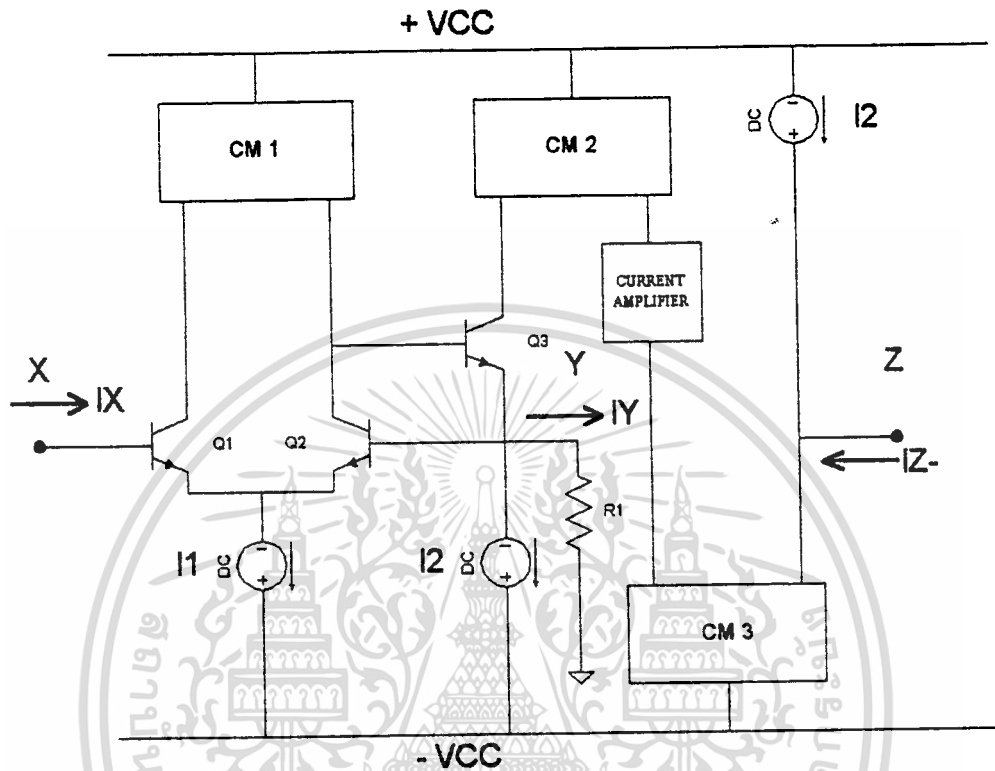 + VCC
CM 1
CM 2
DC
I2
CURRENT
AMPLIFIER
Q3
X
IX
Y
IY
Z
IZ-
Q1
Q2
R1
I1
DC
I2
DC
CM 3
- VCC